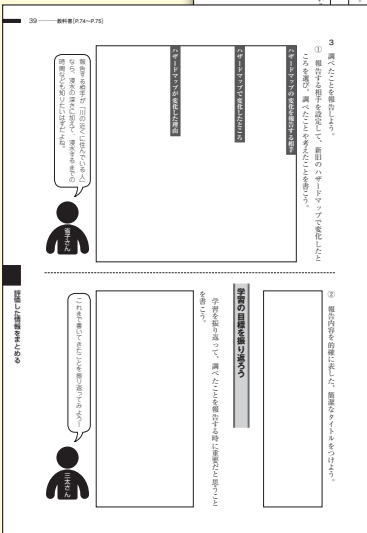 39 教科書［P.74〜P.75］
3 調べたことを報告しよう。
① 報告する相手を設定して、新旧のハザードマップで変化したと
ころを選び、調べたことや考えたことを書こう。
ハザードマップの変化を報告する相手
ハザードマップで変化したところ
ハザードマップが変化した理由
報告する相手が「川の近くに住んでいる人」
なら、浸水の深さに加えて、浸水するまでの
時間なども知りたいはずだよね。
省子さん
② 報告内容を的確に表した、簡潔なタイトルをつけよう。
学習の目標を振り返ろう
学習を振り返って、調べたことを報告する時に重要だと思うこと
を書こう。
これまで書いてきたことを振り返ってみよう！
三太さん
評価した情報をまとめる